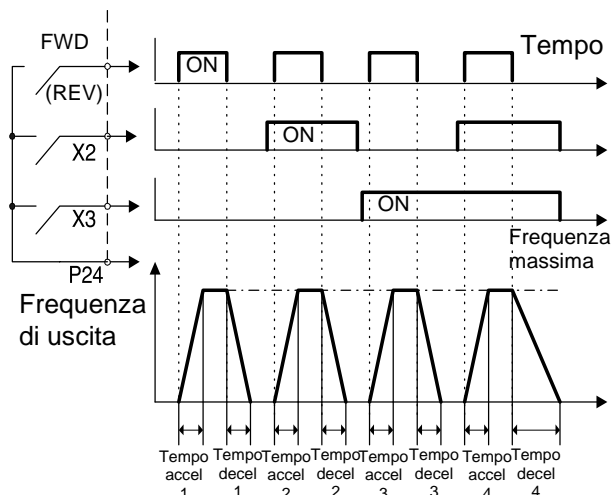 FWD
(REV)
ON
Tempo
X2
ON
X3
ON
P24
Frequenza
massima
Frequenza
di uscita
Tempo
accel
1
Tempo
decel
1
Tempo
accel
2
Tempo
decel
2
Tempo
accel
3
Tempo
decel
3
Tempo
accel
4
Tempo
decel
4